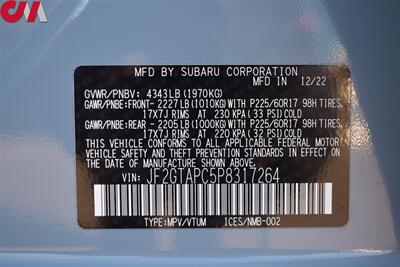 JM
MFD. BY SUBARU CORPORATION
IN 12/22
GVWR/PNBV: 4343LB(1970KG)
GAWR/PNBE:FRONT- 2227LB(1010KG)WITH P225/60R17 98H TIRES,
17X7J RIMS AT 230 KPA (33 PSI)COLD
GAWR/PNBE:REAR - 2205LB(1000KG)WITH P225/60R17 98H TIRES,
17X7J RIMS AT 220 KPA (32 PSI)COLD
THIS VEHICLE CONFORMS TO ALL APPLICABLE FEDERAL MOTOR
VEHICLE SAFETY, BUMPER, AND THEFT PREVENTION STANDARDS
IN EFFECT ON THE DATE OF MANUFACTURE SHOWN ABOVE.
VIN: JF2GTAPC5P8317264
TYPE:MPV/VTUM ICES/NMB-002